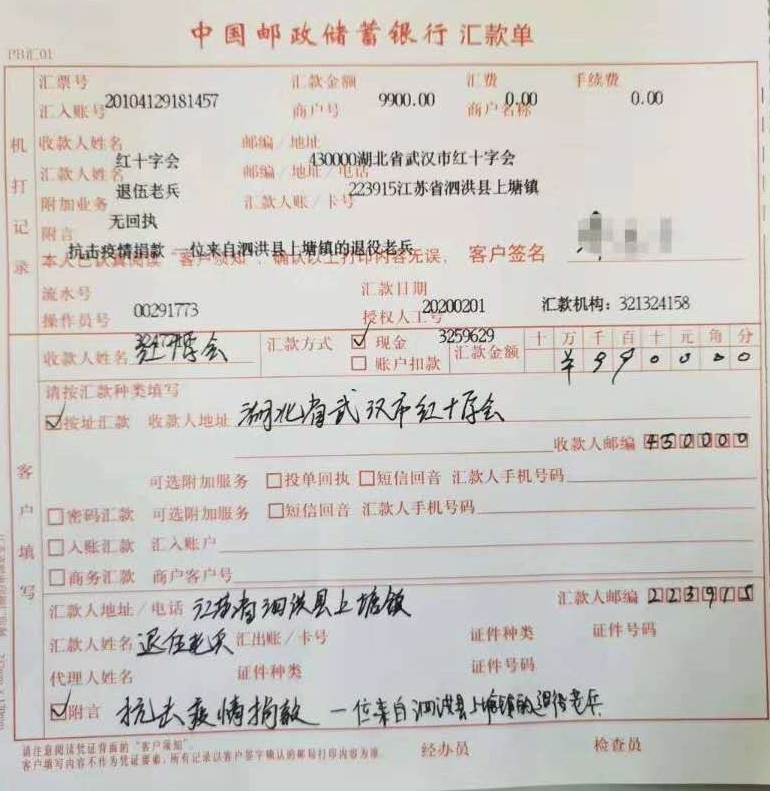 中国邮政储蓄银行 汇款单
PB汇01
机打记录
汇票号 汇款金额 汇费 手续费
20104129181457 9900.00 0.00 0.00
汇入账号 商户号 商户名称
收款人姓名 邮编/地址
红十字会 430000湖北省武汉市红十字会
汇款人姓名 邮编/地址/电话
退伍老兵 223915江苏省泗洪县上塘镇
附加业务 汇款人账/卡号
无回执
附言
抗击疫情捐款 一位来自泗洪县上塘镇的退役老兵
本人已认真阅读"客户须知",确认以上打印内容无误, 客户签名
流水号 汇款日期
00291773 20200201 汇款机构:321324158
操作员号 授权人工号
3259629
客户填写
收款人姓名 红十字会 汇款方式 现金 汇款金额 十万千百十元角分
账户扣款 ¥990000
请按汇款种类填写
按址汇款 收款人地址 湖北省武汉市红十字会
收款人邮编 430000
可选附加服务 投单回执 短信回音 汇款人手机号码
密码汇款 可选附加服务 短信回音 汇款人手机号码
入账汇款 汇入账户
商务汇款 商户客户号
汇款人地址/电话 江苏省泗洪县上塘镇 汇款人邮编 223915
汇款人姓名 退伍老兵 汇出账/卡号 证件种类 证件号码
代理人姓名 证件种类 证件号码
附言 抗击疫情捐款 一位来自泗洪县上塘镇的退役老兵
请注意阅读凭证背面的"客户须知"。
客户填写内容不作为凭证要素,所有记录以客户签字确认的邮局打印内容为准。
经办员 检查员